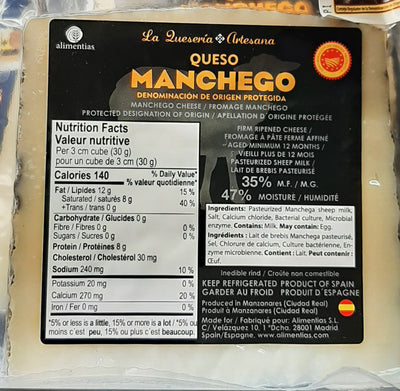 alimentias
La Quesería Artesana
QUESO
MANCHEGO
DENOMINACIÓN DE ORIGEN PROTEGIDA
MANCHEGO CHEESE / FROMAGE MANCHEGO
PROTECTED DESIGNATION OF ORIGIN / APELLATION D'ORIGINE PROTÉGÉE
FIRM RIPENED CHEESE /
FROMAGE À PÂTE FERME AFFINÉ
AGED MINIMUM 12 MONTHS /
VIEILLI PLUS DE 12 MOIS
PASTEURIZED SHEEP MILK
LAIT DE BREBIS PASTEURISÉ
35% M.F. / M.G.
47% MOISTURE / HUMIDITÉ
Nutrition Facts
Valeur nutritive
Per 3 cm cube (30 g)
pour un cube de 3 cm (30 g)
Calories 140
% Daily Value*
% valeur quotidienne*
Fat / Lipides 12 g 15 %
Saturated / saturés 8 g
+Trans / trans 0 g 40 %
Carbohydrate / Glucides 0 g
Fibre / Fibres 0 g 0 %
Sugars / Sucres 0 g 0 %
Protein / Protéines 8 g
Cholesterol / Cholestérol 30 mg
Sodium 240 mg 10 %
Potassium 20 mg 0 %
Calcium 270 mg 20 %
Iron / Fer 0 mg 0 %
*5% or less is a little, 15% or more is a lot / *5% ou
moins c'est peu, 15% ou plus c'est beaucoup
Ingredients: Pasteurized Manchega sheep milk,
Salt, Calcium chloride, Bacterial culture, Microbial
enzyme. Contains: Milk. May contain: Egg.
Ingrédients : Lait de brebis Manchega pasteurisé,
Sel, Chlorure de calcium, Culture bactérienne, En-
zyme microbienne. Contient : Lait. Peut contenir :
Œuf.
Inedible rind / Croûte non comestible
KEEP REFRIGERATED PRODUCT OF SPAIN
GARDER AU FROID PRODUIT D'ESPAGNE
Produced in Manzanares (Ciudad Real)
Produit à Manzanares (Ciudad Real)
Made for / Fabriqué pour: Alimentias S.L.
C/ Velázquez 10, 1 ºDcha. 28001 Madrid
Spain/Espagne, www.alimentias.com